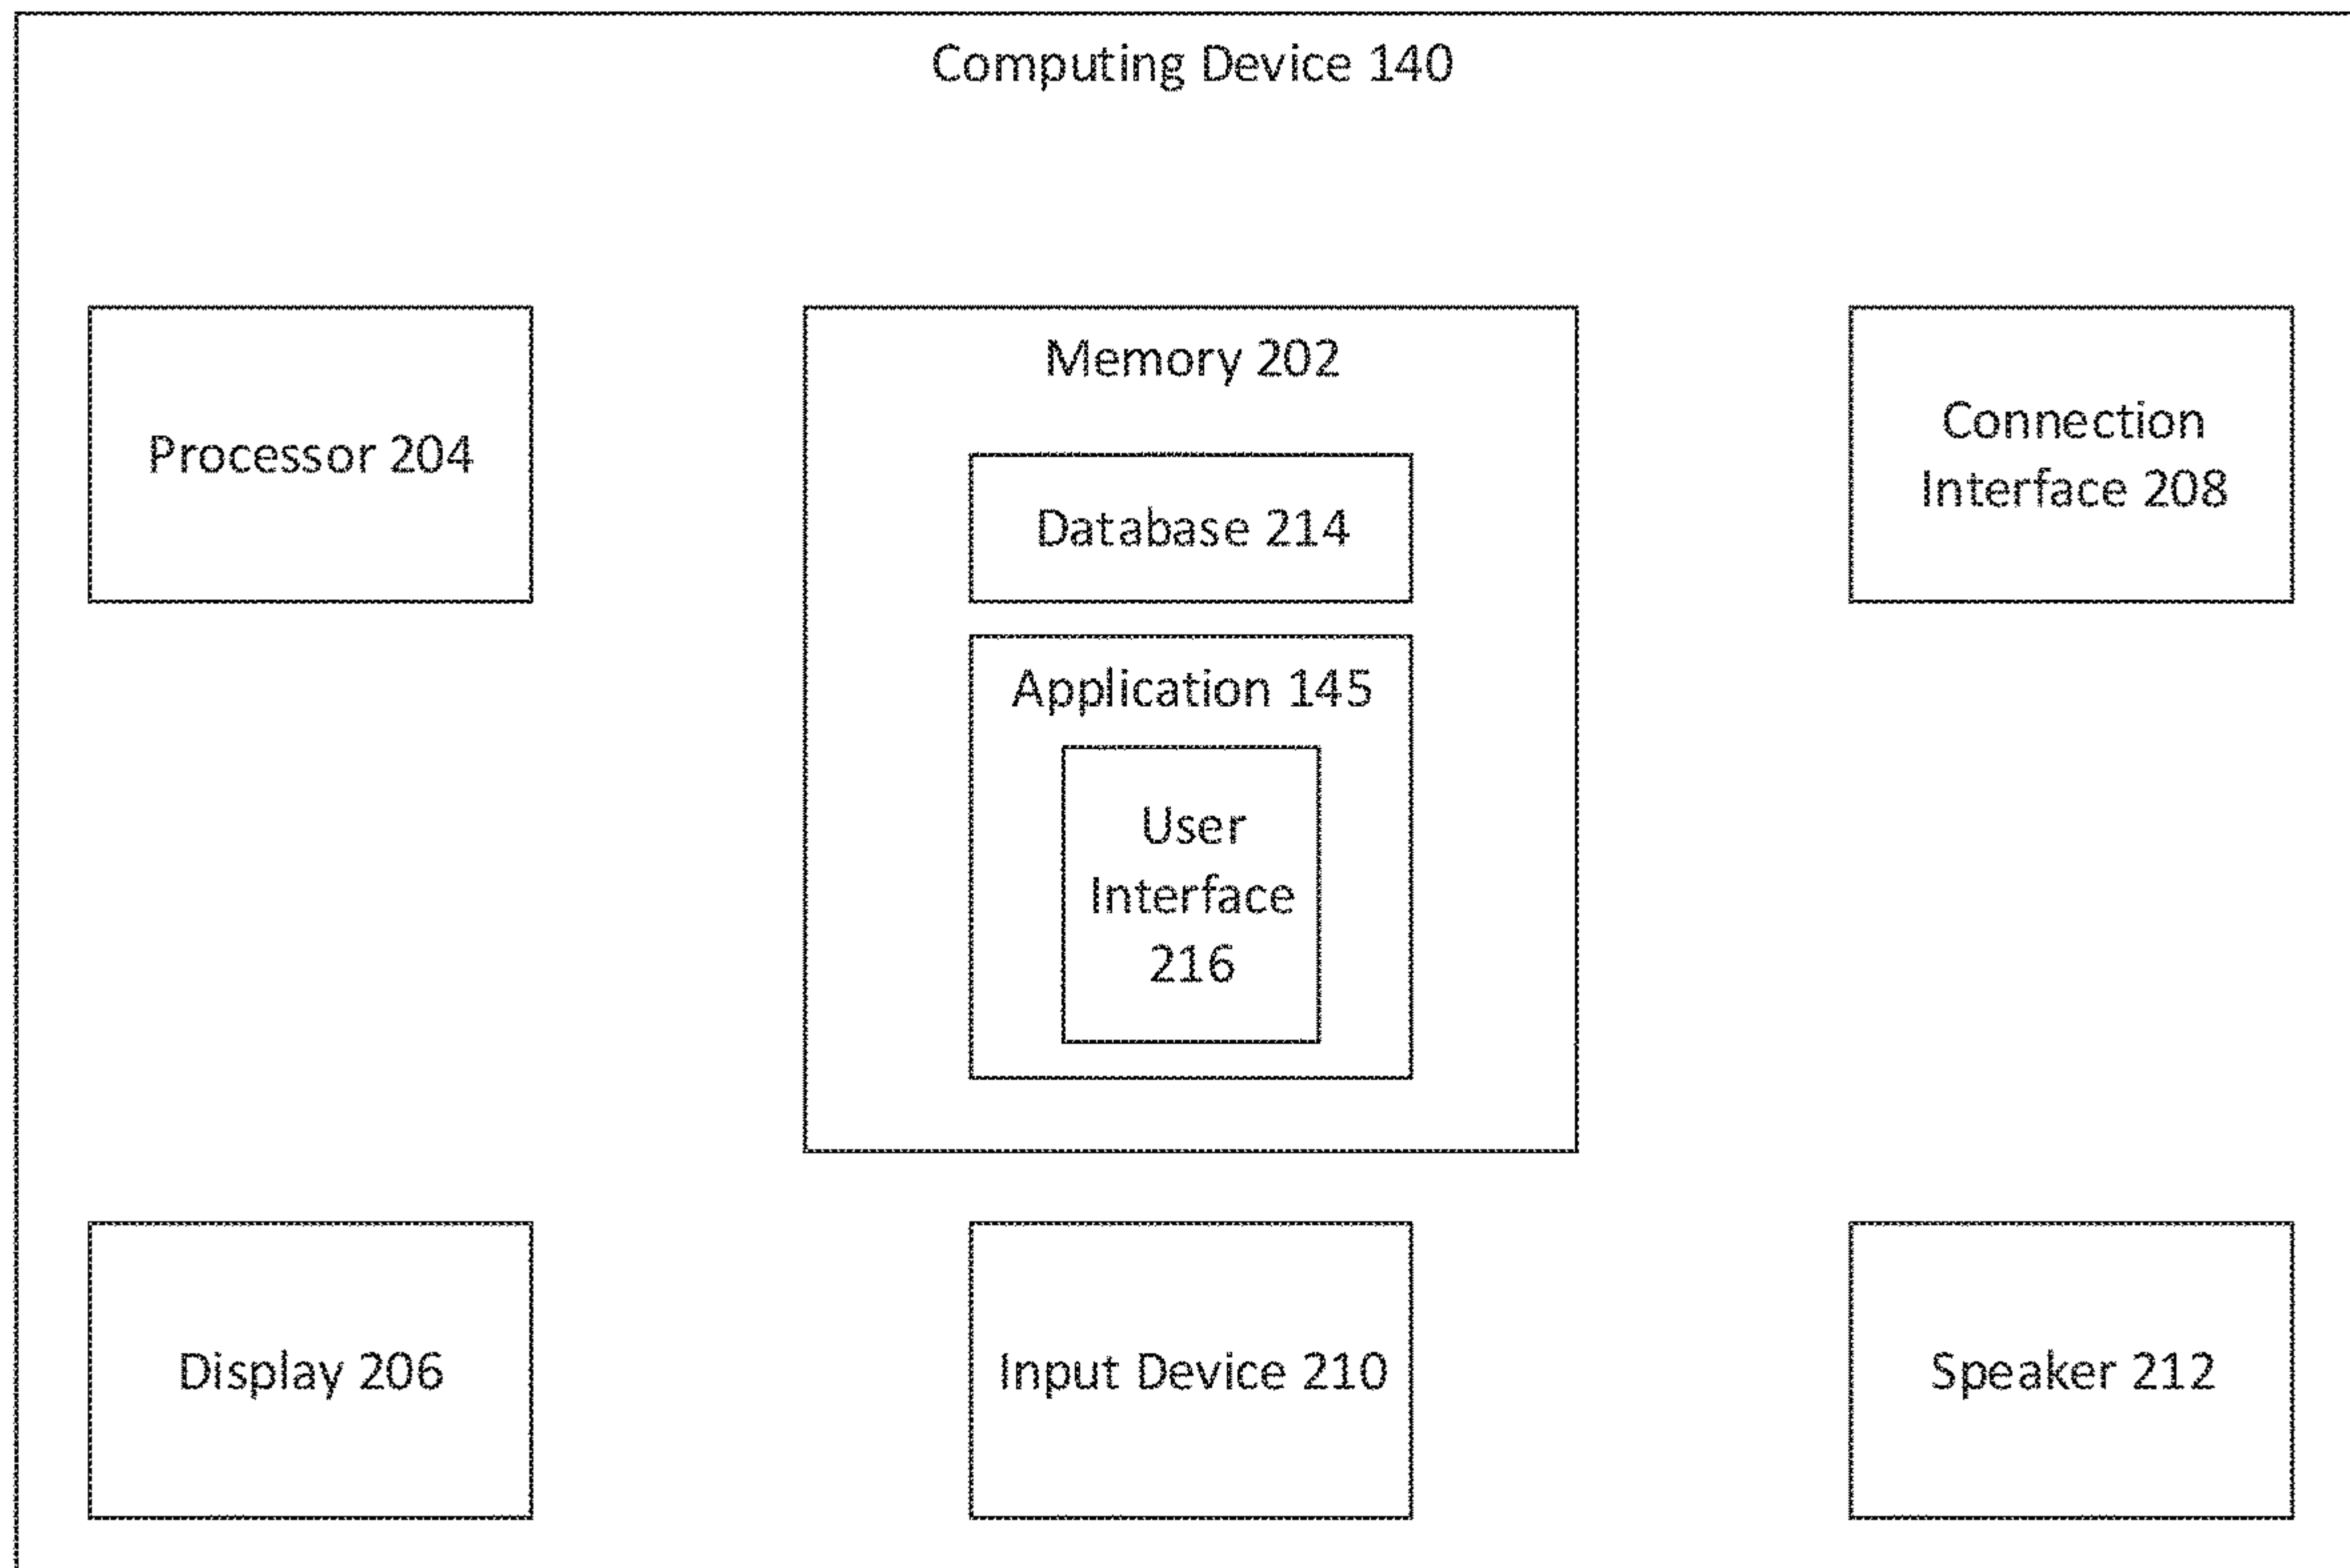 Computing Device 140
Processor 204
Memory 202
Database 214
Application 145
User
Interface
216
Connection
Interface 208
Display 206
Input Device 210
Speaker 212